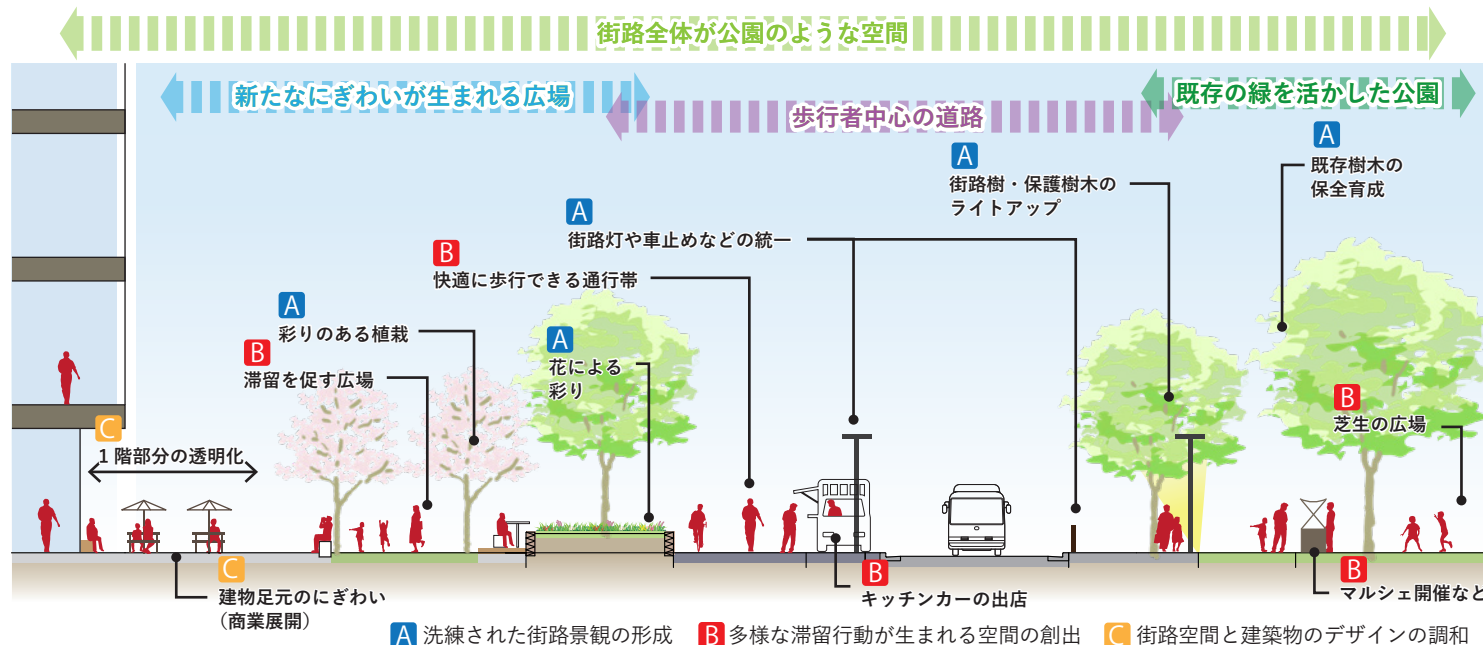 街路全体が公園のような空間
新たなにぎわいが生まれる広場
既存の緑を活かした公園
歩行者中心の道路
A
既存樹木の
保全育成
A
街路樹・保護樹木の
ライトアップ
A
街路灯や車止めなどの統一
B
快適に歩行できる通行帯
A
彩りのある植栽
B
滞留を促す広場
A
花による
彩り
B
芝生の広場
C
1階部分の透明化
C
建物足元のにぎわい
(商業展開)
B
キッチンカーの出店
B
マルシェ開催など
A 洗練された街路景観の形成 B 多様な滞留行動が生まれる空間の創出 C 街路空間と建築物のデザインの調和